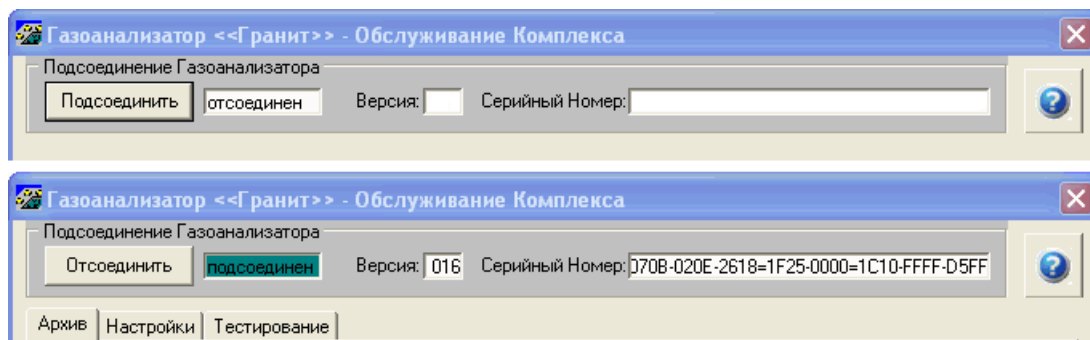 Газоанализатор <<Гранит>> - Обслуживание Комплекса
Подсоединение Газоанализатора
Подсоединить отсоединен Версия: Серийный Номер:
Газоанализатор <<Гранит>> - Обслуживание Комплекса
Подсоединение Газоанализатора
Отсоединить подсоединен Версия: 016 Серийный Номер: 070B-020E-2618=1F25-0000=1C10-FFFF-D5FF
Архив Настройки Тестирование